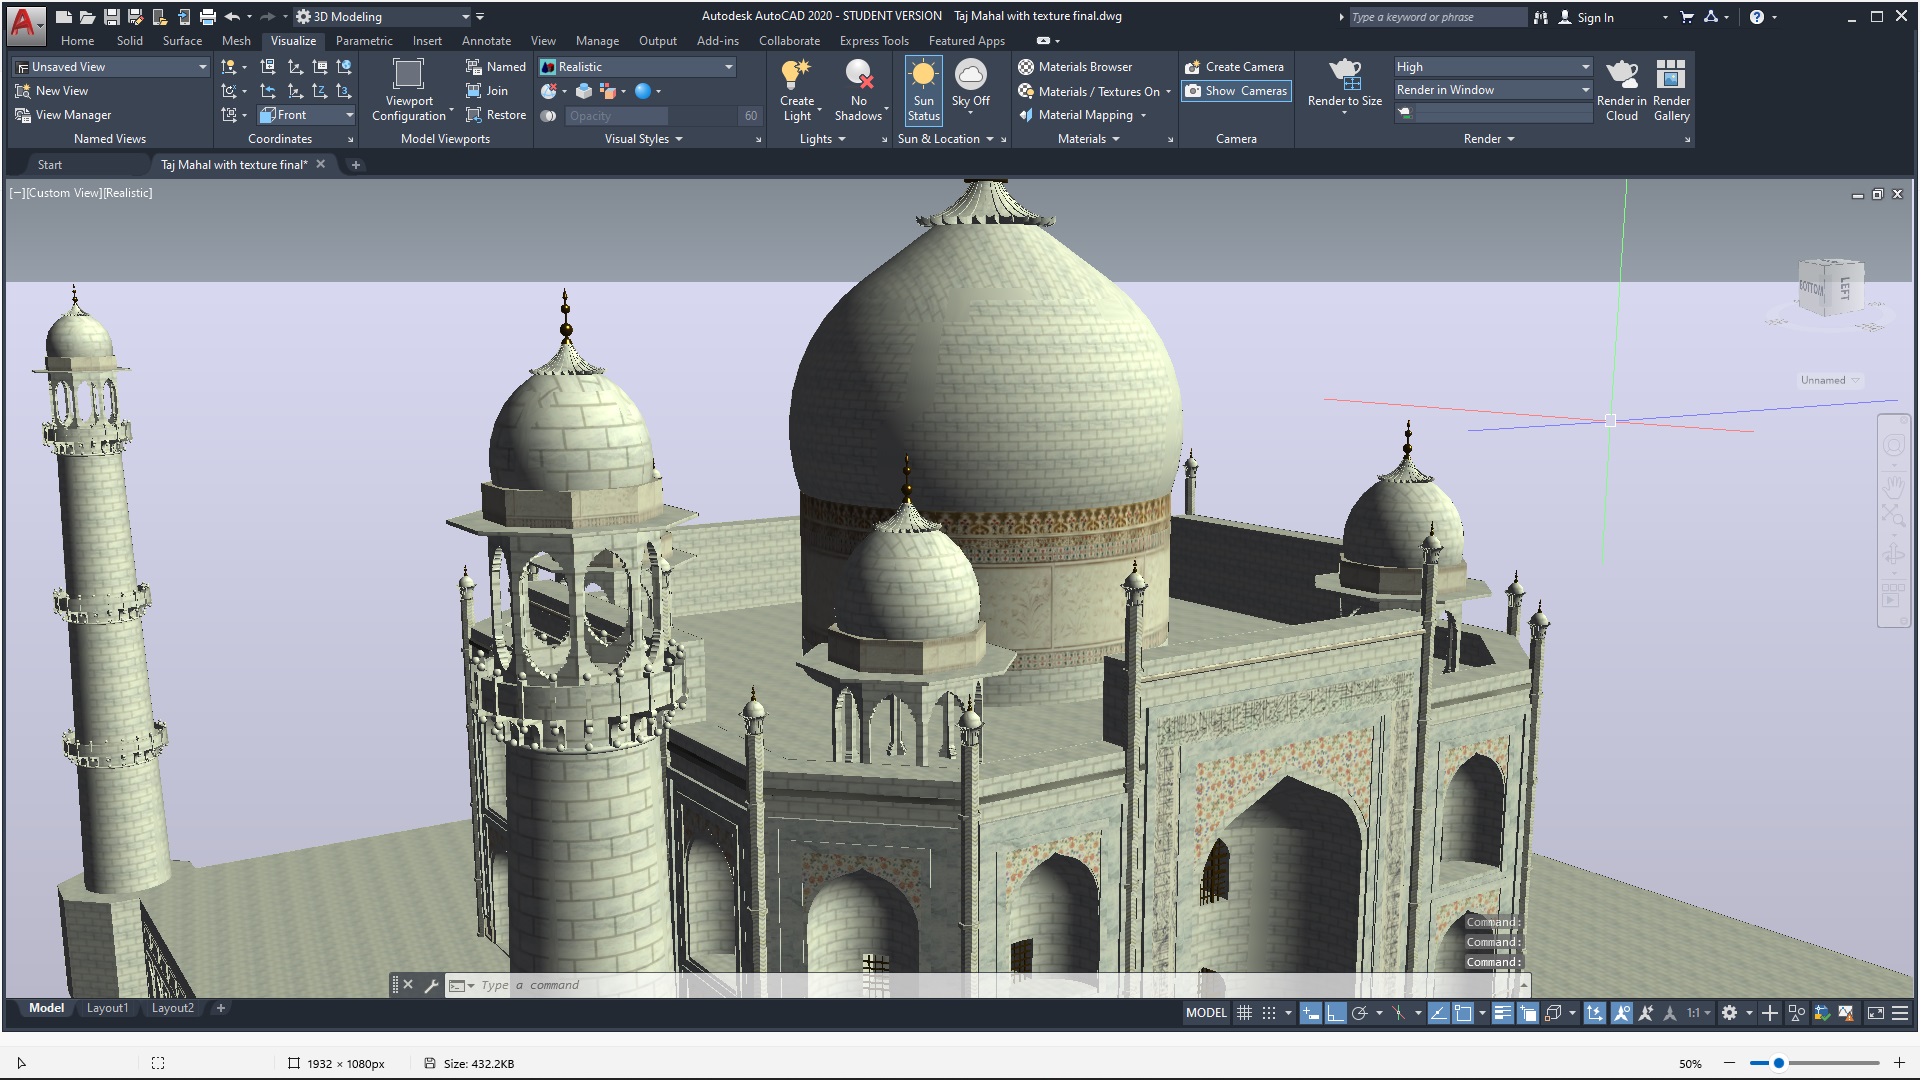 3D Modeling
Autodesk AutoCAD 2020 - STUDENT VERSION Taj Mahal with texture final.dwg
Type a keyword or phrase
Sign In
Home Solid Surface Mesh Visualize Parametric Insert Annotate View Manage Output Add-ins Collaborate Express Tools Featured Apps
Unsaved View
New View
View Manager
Named Views
Front
Coordinates
Viewport
Configuration
Named
Join
Restore
Model Viewports
Realistic
Opacity 60
Visual Styles
Create
Light
No
Shadows
Lights
Sun
Status
Sky Off
Sun & Location
Materials Browser
Materials / Textures On
Material Mapping
Materials
Create Camera
Show Cameras
Camera
Render to Size
High
Render in Window
Render in
Cloud
Render
Gallery
Render
Start
Taj Mahal with texture final*
[−][Custom View][Realistic]
BOTTOM
LEFT
Unnamed
Command:
Command:
Command:
Type a command
Model Layout1 Layout2
MODEL
1:1
1932 × 1080px
Size: 432.2KB
50%